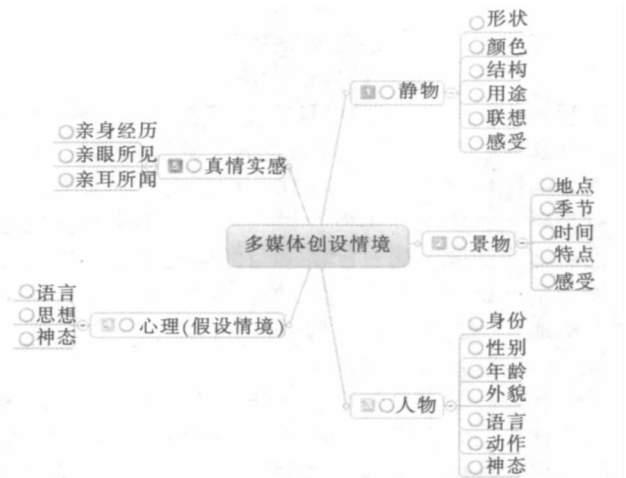 多媒体创设情境
静物
形状
颜色
结构
用途
联想
感受
景物
地点
季节
时间
特点
感受
人物
身份
性别
年龄
外貌
语言
动作
神态
真情实感
亲身经历
亲眼所见
亲耳所闻
心理(假设情境)
语言
思想
神态